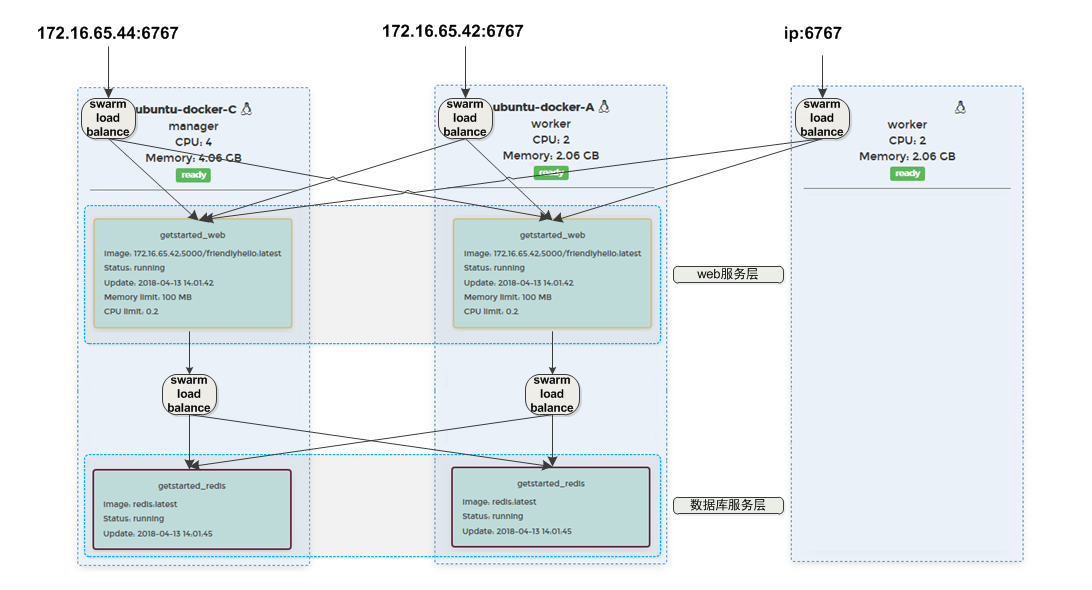 172.16.65.44:6767
172.16.65.42:6767
ip:6767
swarm
load
balance
ubuntu-docker-C
manager
CPU: 4
Memory: 4.06 GB
ready
swarm
load
balance
ubuntu-docker-A
worker
CPU: 2
Memory: 2.06 GB
ready
swarm
load
balance
worker
CPU: 2
Memory: 2.06 GB
ready
getstarted_web
Image: 172.16.65.42:5000/friendlyhello:latest
Status: running
Update: 2018-04-13 14:01:42
Memory limit: 100 MB
CPU limit: 0.2
getstarted_web
Image: 172.16.65.42:5000/friendlyhello:latest
Status: running
Update: 2018-04-13 14:01:42
Memory limit: 100 MB
CPU limit: 0.2
web服务层
swarm
load
balance
swarm
load
balance
getstarted_redis
Image: redis:latest
Status: running
Update: 2018-04-13 14:01:45
getstarted_redis
Image: redis:latest
Status: running
Update: 2018-04-13 14:01:45
数据库服务层